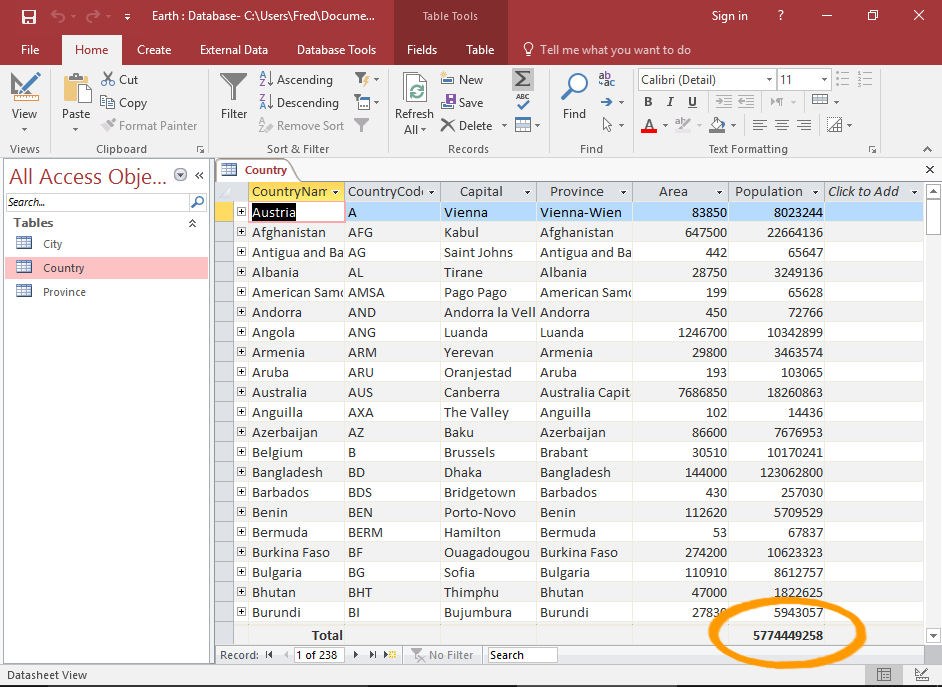 Earth : Database- C:\Users\Fred\Docume... Table Tools Sign in ?
File Home Create External Data Database Tools Fields Table Tell me what you want to do
View
Views
Paste
Cut
Copy
Format Painter
Clipboard
Filter
Ascending
Descending
Remove Sort
Sort & Filter
Refresh
All
New
Save
Delete
Σ
ABC
Records
Find
ab
ac
Find
Calibri (Detail) 11
B I U
A ab
Text Formatting
All Access Obje... «
Search...
Tables
City
Country
Province
Country
CountryNam CountryCode Capital Province Area Population Click to Add
Austria A Vienna Vienna-Wien 83850 8023244
Afghanistan AFG Kabul Afghanistan 647500 22664136
Antigua and Ba AG Saint Johns Antigua and Ba 442 65647
Albania AL Tirane Albania 28750 3249136
American Samo AMSA Pago Pago American Samo 199 65628
Andorra AND Andorra la Vell Andorra 450 72766
Angola ANG Luanda Luanda 1246700 10342899
Armenia ARM Yerevan Armenia 29800 3463574
Aruba ARU Oranjestad Aruba 193 103065
Australia AUS Canberra Australia Capit 7686850 18260863
Anguilla AXA The Valley Anguilla 102 14436
Azerbaijan AZ Baku Azerbaijan 86600 7676953
Belgium B Brussels Brabant 30510 10170241
Bangladesh BD Dhaka Bangladesh 144000 123062800
Barbados BDS Bridgetown Barbados 430 257030
Benin BEN Porto-Novo Benin 112620 5709529
Bermuda BERM Hamilton Bermuda 53 67837
Burkina Faso BF Ouagadougou Burkina Faso 274200 10623323
Bulgaria BG Sofia Bulgaria 110910 8612757
Bhutan BHT Thimphu Bhutan 47000 1822625
Burundi BI Bujumbura Burundi 27830 5943057
Total 5774449258
Record: 1 of 238 No Filter Search
Datasheet View